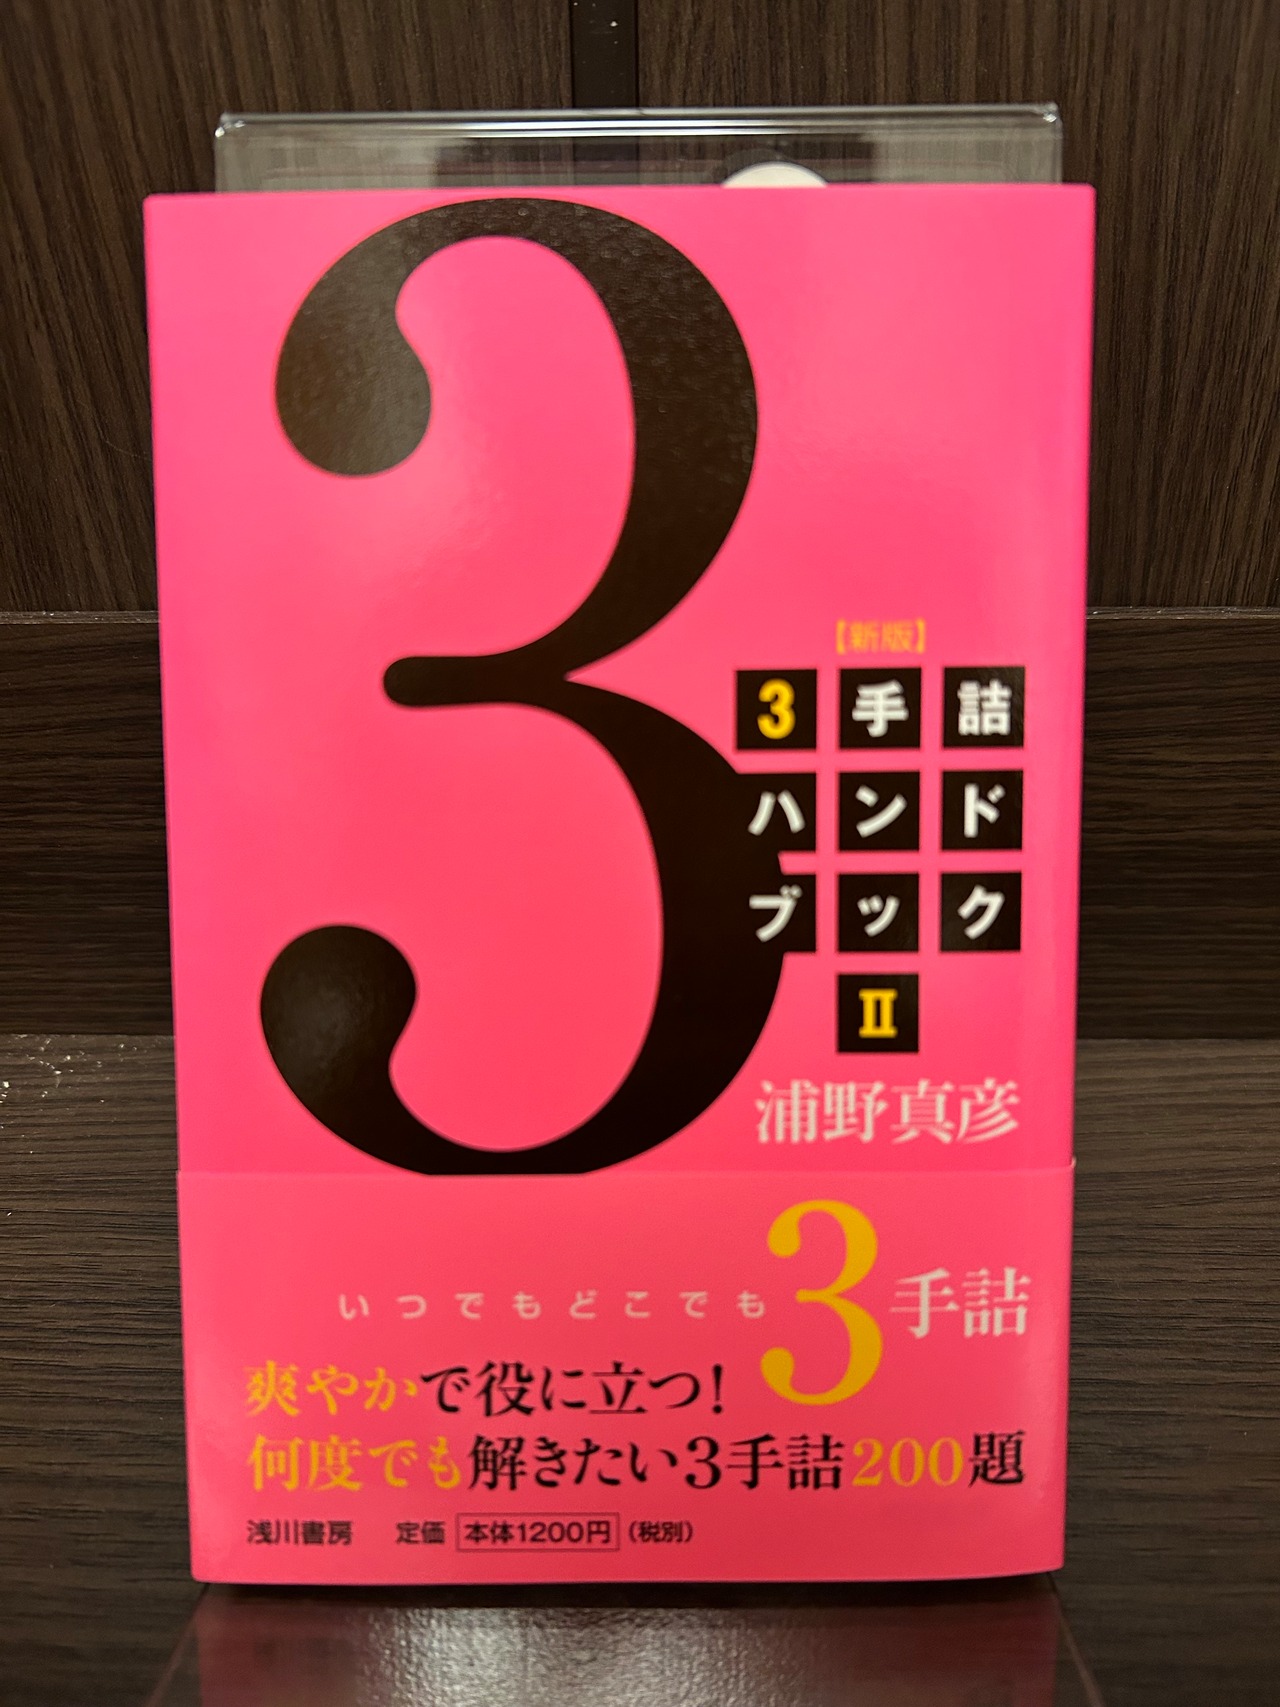 3
【新版】
3手詰
ハンド
ブック
II
浦野真彦
いつでもどこでも3手詰
爽やかで役に立つ!
何度でも解きたい3手詰200題
浅川書房 定価 本体1200円 (税別)